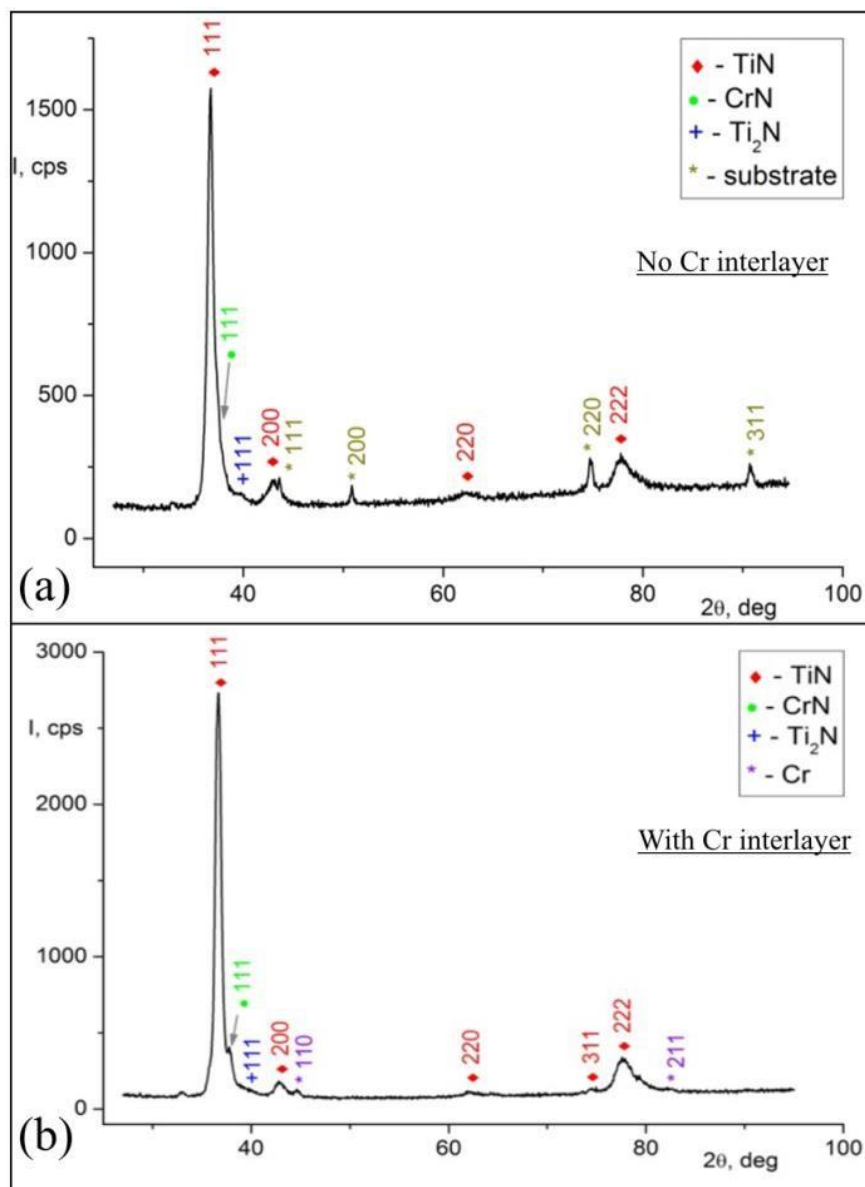 111
- TiN
- CrN
- Ti₂N
- substrate
1500
I, cps
No Cr interlayer
1000
111
500
111
200
111
200
220
220
222
311
0
(a)
40
60
80
100
2θ, deg
3000
111
- TiN
- CrN
- Ti₂N
- Cr
I, cps
2000
With Cr interlayer
1000
111
111
200
110
220
311
222
211
0
(b)
40
60
80
100
2θ, deg